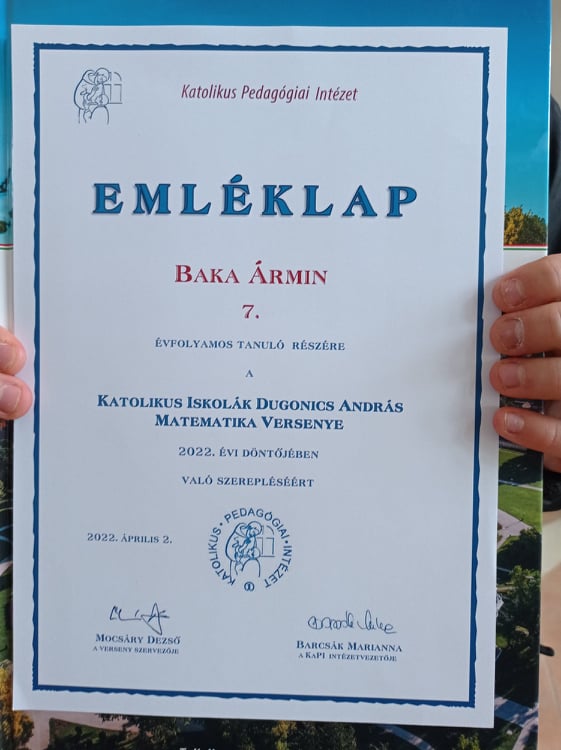 Katolikus Pedagógiai Intézet
EMLÉKLAP
BAKA ÁRMIN
7.
ÉVFOLYAMOS TANULÓ RÉSZÉRE
A
KATOLIKUS ISKOLÁK DUGONICS ANDRÁS
MATEMATIKA VERSENYE
2022. ÉVI DÖNTŐJÉBEN
VALÓ SZEREPLÉSÉÉRT
KATOLIKUS • PEDAGÓGIAI • INTÉZET
2022. ÁPRILIS 2.
MOCSÁRY DEZSŐ
A VERSENY SZERVEZŐJE
BARCSÁK MARIANNA
A KAPI INTÉZETVEZETŐJE